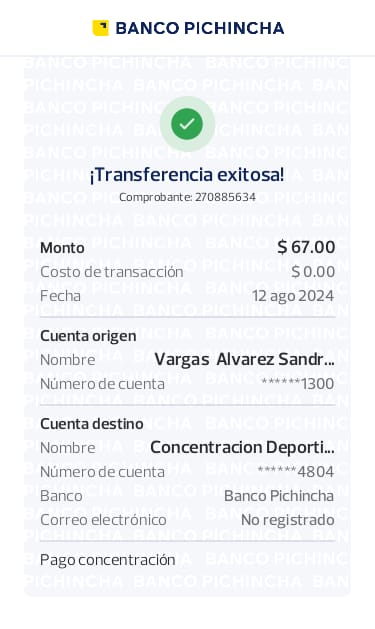 BANCO PICHINCHA
¡Transferencia exitosa!
Comprobante: 270885634
Monto $ 67.00
Costo de transacción $ 0.00
Fecha 12 ago 2024
Cuenta origen
Nombre Vargas Alvarez Sandr...
Número de cuenta ******1300
Cuenta destino
Nombre Concentracion Deporti...
Número de cuenta ******4804
Banco Banco Pichincha
Correo electrónico No registrado
Pago concentración